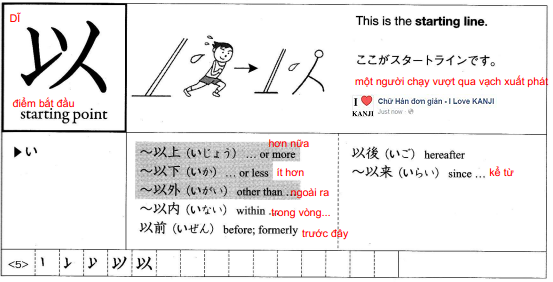 DĨ
以
điểm bắt đầu
starting point
This is the starting line.
ここがスタートラインです。
một người chạy vượt qua vạch xuất phát
I ❤ KANJI
Chữ Hán đơn giản - I Love KANJI
Just now
▶い
～以上（いじょう） … or more
hơn nữa
～以下（いか） … or less
ít hơn
～以外（いがい） other than …
ngoài ra
～以内（いない） within …
trong vòng...
以前（いぜん） before; formerly
trước đây
以後（いご） hereafter
～以来（いらい） since …
kể từ
<5>
以